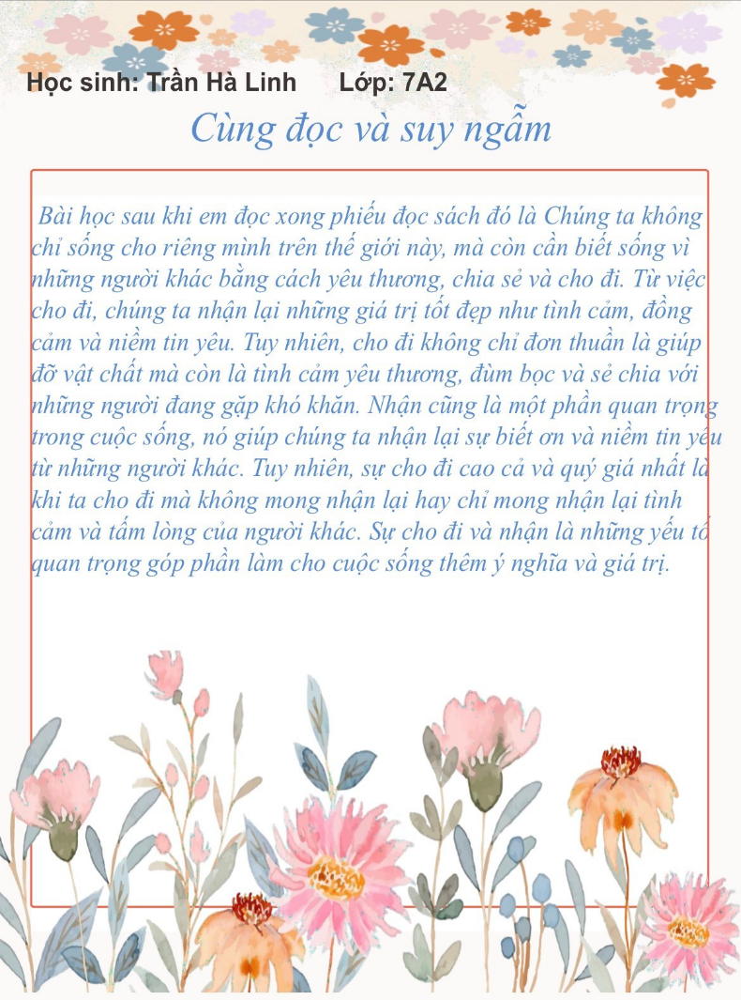 Học sinh: Trần Hà Linh Lớp: 7A2
Cùng đọc và suy ngẫm
Bài học sau khi em đọc xong phiếu đọc sách đó là Chúng ta không
chỉ sống cho riêng mình trên thế giới này, mà còn cần biết sống vì
những người khác bằng cách yêu thương, chia sẻ và cho đi. Từ việc
cho đi, chúng ta nhận lại những giá trị tốt đẹp như tình cảm, đồng
cảm và niềm tin yêu. Tuy nhiên, cho đi không chỉ đơn thuần là giúp
đỡ vật chất mà còn là tình cảm yêu thương, đùm bọc và sẻ chia với
những người đang gặp khó khăn. Nhận cũng là một phần quan trọng
trong cuộc sống, nó giúp chúng ta nhận lại sự biết ơn và niềm tin yêu
từ những người khác. Tuy nhiên, sự cho đi cao cả và quý giá nhất là
khi ta cho đi mà không mong nhận lại hay chỉ mong nhận lại tình
cảm và tấm lòng của người khác. Sự cho đi và nhận là những yếu tố
quan trọng góp phần làm cho cuộc sống thêm ý nghĩa và giá trị.